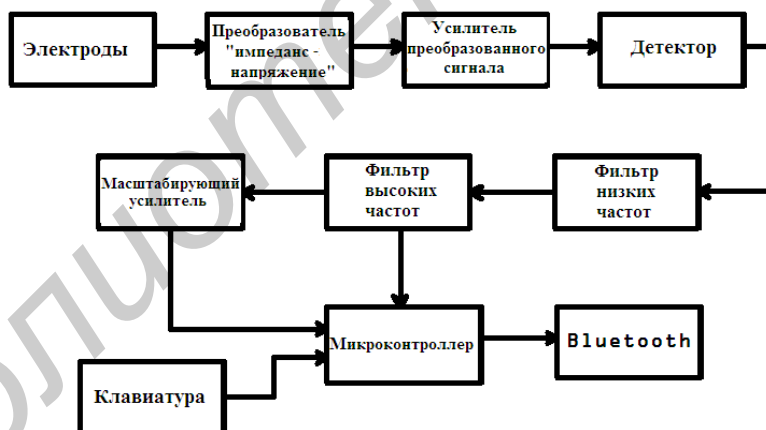 Электроды
Преобразователь
"импеданс -
напряжение"
Усилитель
преобразованного
сигнала
Детектор
Масштабирующий
усилитель
Фильтр
высоких
частот
Фильтр
низких
частот
Микроконтроллер
Bluetooth
Клавиатура